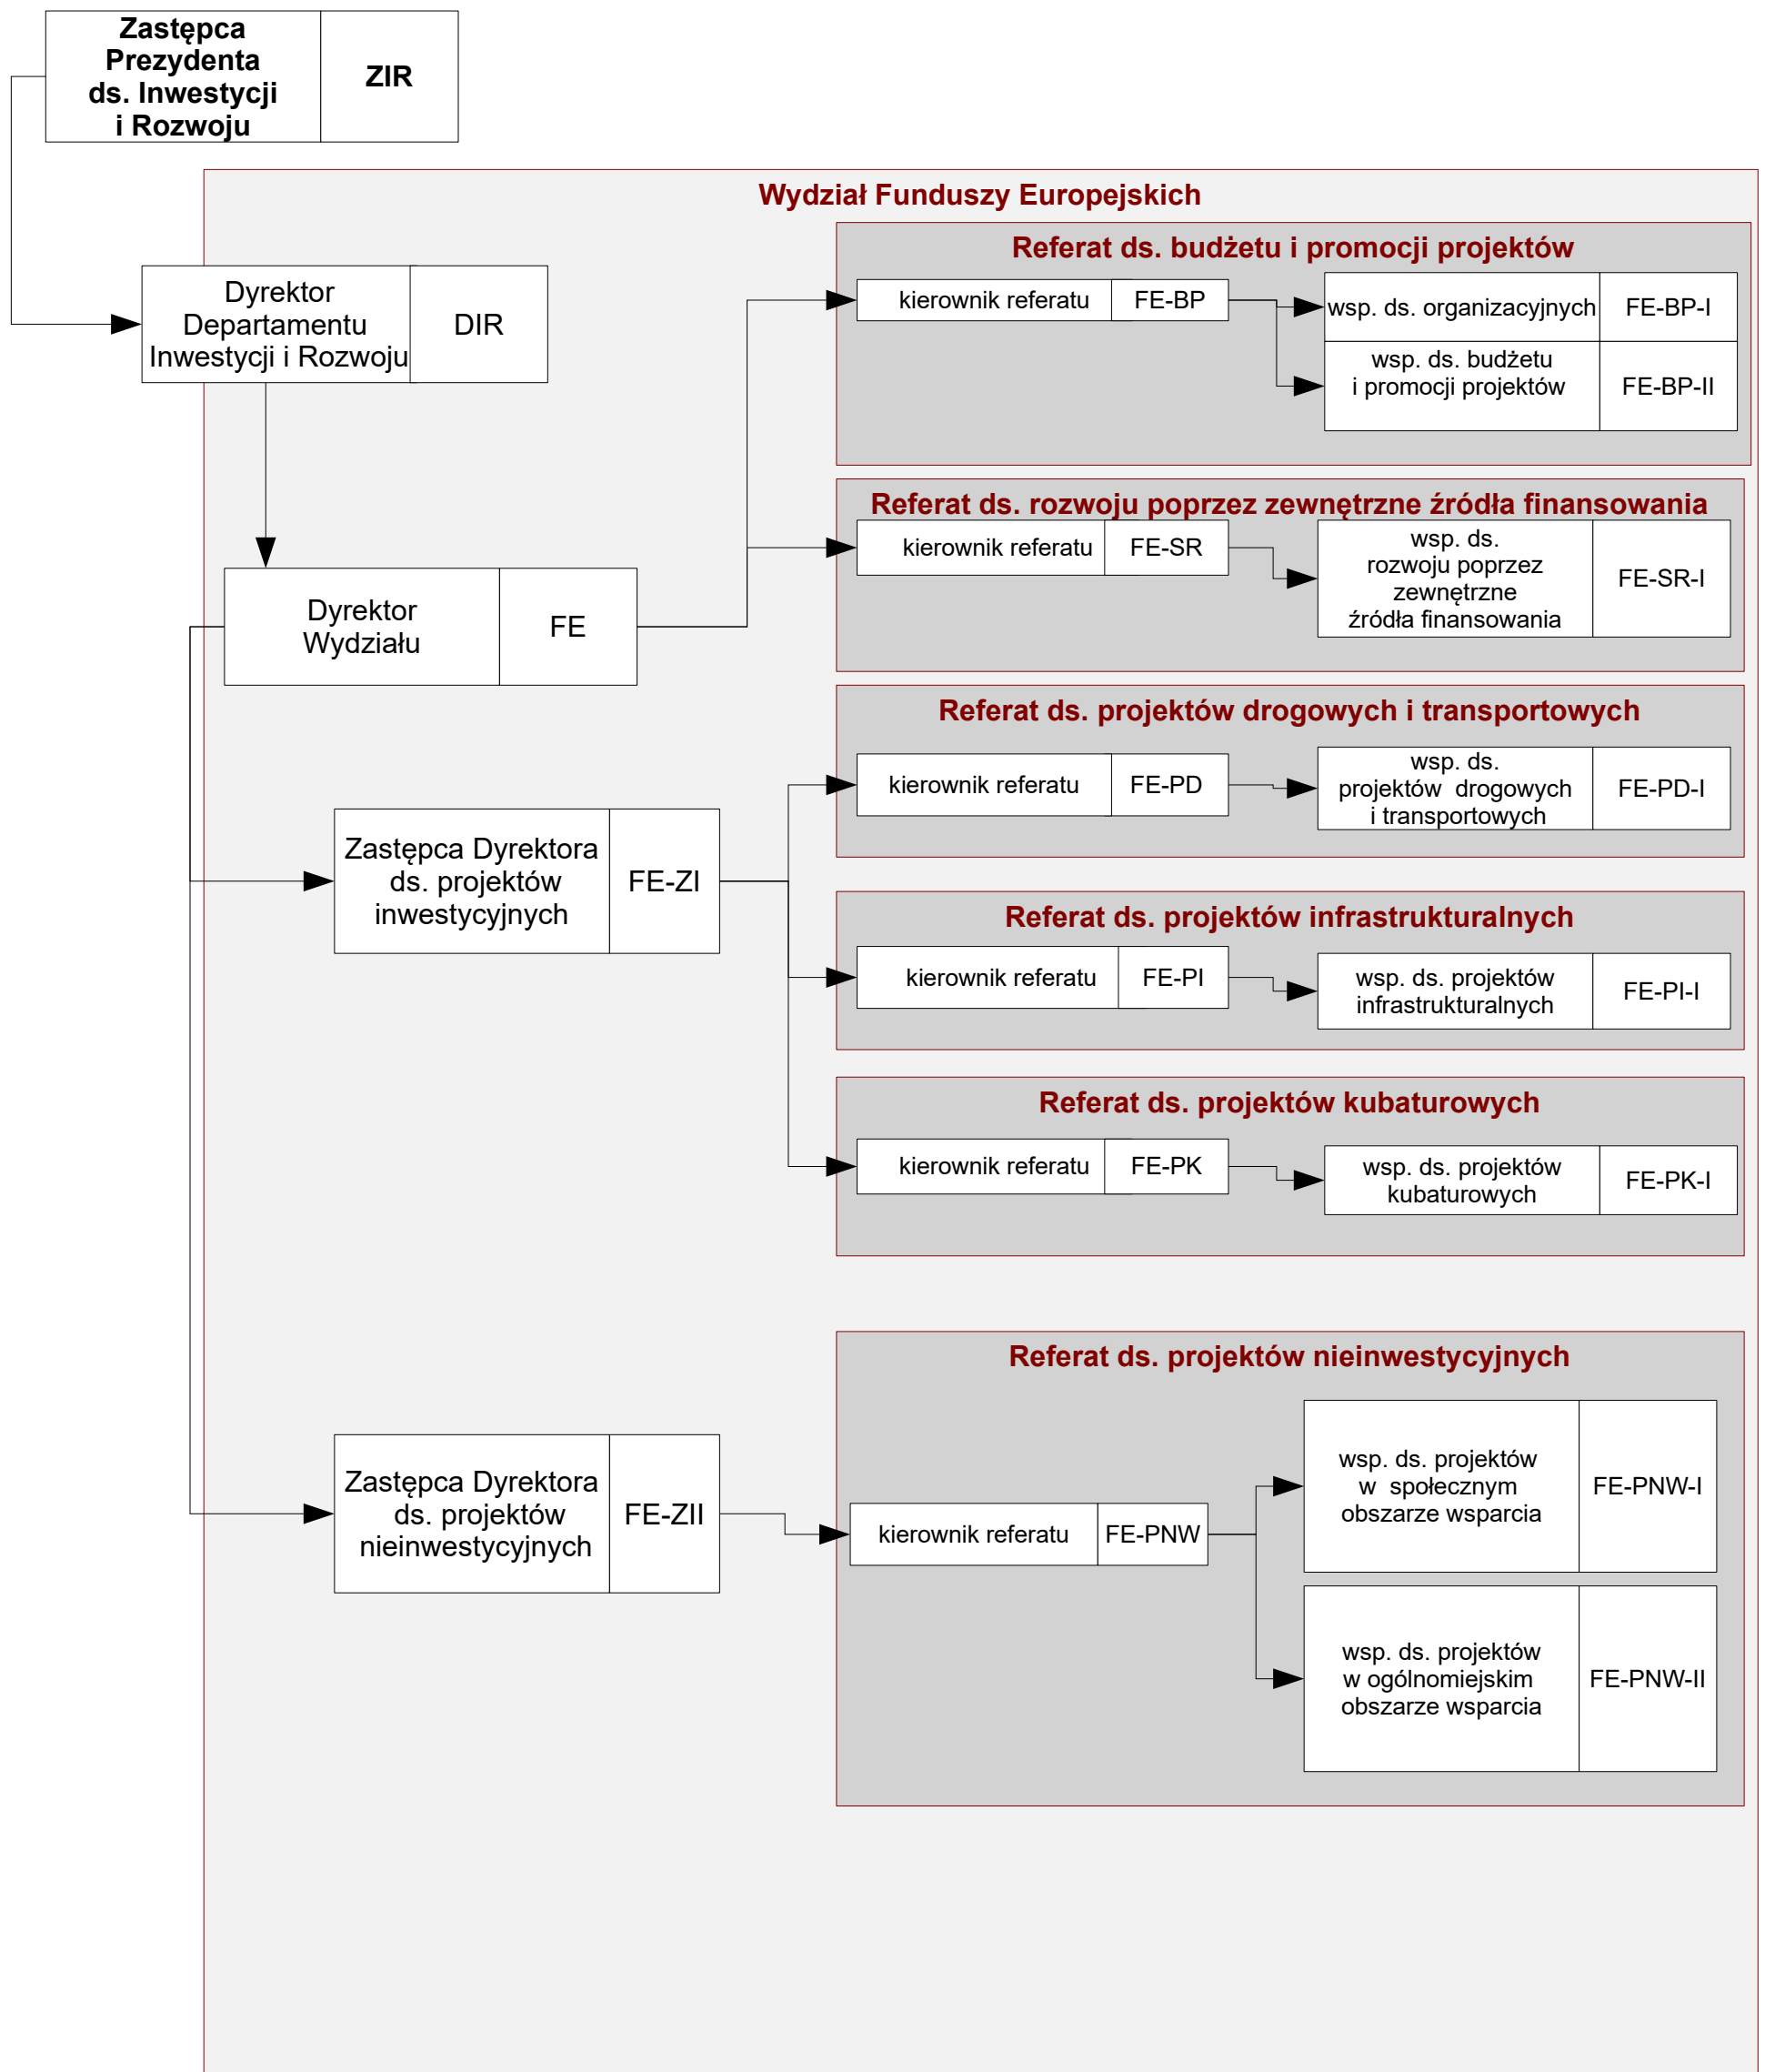 Zastępca
Prezydenta
ds. Inwestycji
i Rozwoju
ZIR
Wydział Funduszy Europejskich
Dyrektor
Departamentu
Inwestycji i Rozwoju
DIR
Referat ds. budżetu i promocji projektów
kierownik referatu
FE-BP
wsp. ds. organizacyjnych
FE-BP-I
wsp. ds. budżetu
i promocji projektów
FE-BP-II
Dyrektor
Wydziału
FE
Referat ds. rozwoju poprzez zewnętrzne źródła finansowania
kierownik referatu
FE-SR
wsp. ds.
rozwoju poprzez
zewnętrzne
źródła finansowania
FE-SR-I
Zastępca Dyrektora
ds. projektów
inwestycyjnych
FE-ZI
Referat ds. projektów drogowych i transportowych
kierownik referatu
FE-PD
wsp. ds.
projektów drogowych
i transportowych
FE-PD-I
Referat ds. projektów infrastrukturalnych
kierownik referatu
FE-PI
wsp. ds. projektów
infrastrukturalnych
FE-PI-I
Referat ds. projektów kubaturowych
kierownik referatu
FE-PK
wsp. ds. projektów
kubaturowych
FE-PK-I
Zastępca Dyrektora
ds. projektów
nieinwestycyjnych
FE-ZII
Referat ds. projektów nieinwestycyjnych
kierownik referatu
FE-PNW
wsp. ds. projektów
w społecznym
obszarze wsparcia
FE-PNW-I
wsp. ds. projektów
w ogólnomiejskim
obszarze wsparcia
FE-PNW-II